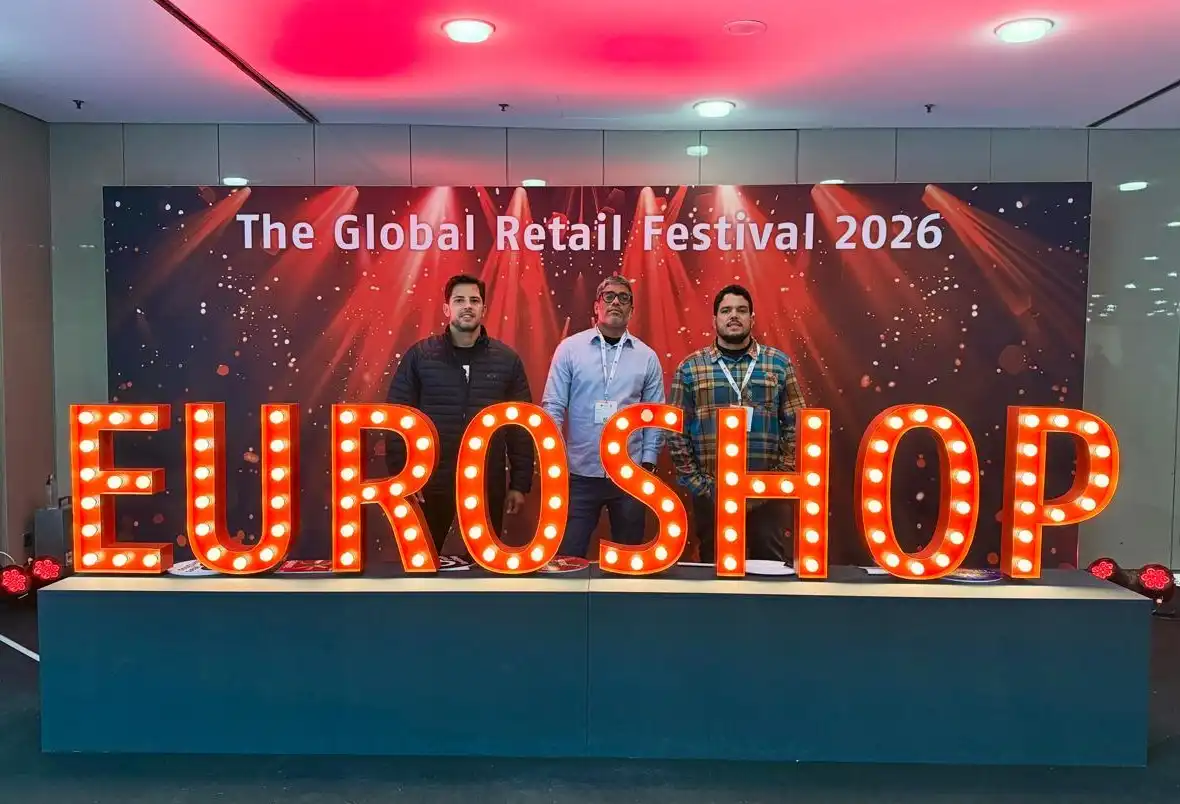 The Global Retail Festival 2026
EUROSHOP